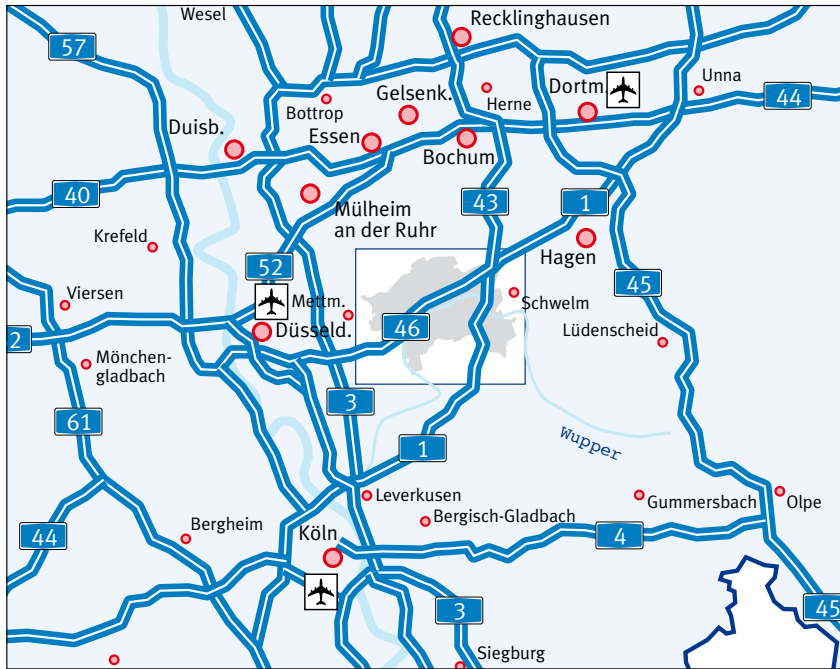 Wesel
Recklinghausen
57
Bottrop
Gelsenk.
Herne
Dortm.
Unna
44
Duisb.
Essen
Bochum
40
Mülheim
an der Ruhr
43
1
Krefeld
Hagen
52
45
Viersen
Mettm.
Schwelm
46
Düsseld.
Lüdenscheid
2
Mönchen-
gladbach
3
61
1
Wupper
Leverkusen
Gummersbach
Olpe
Bergisch-Gladbach
44
Bergheim
Köln
4
3
45
Siegburg